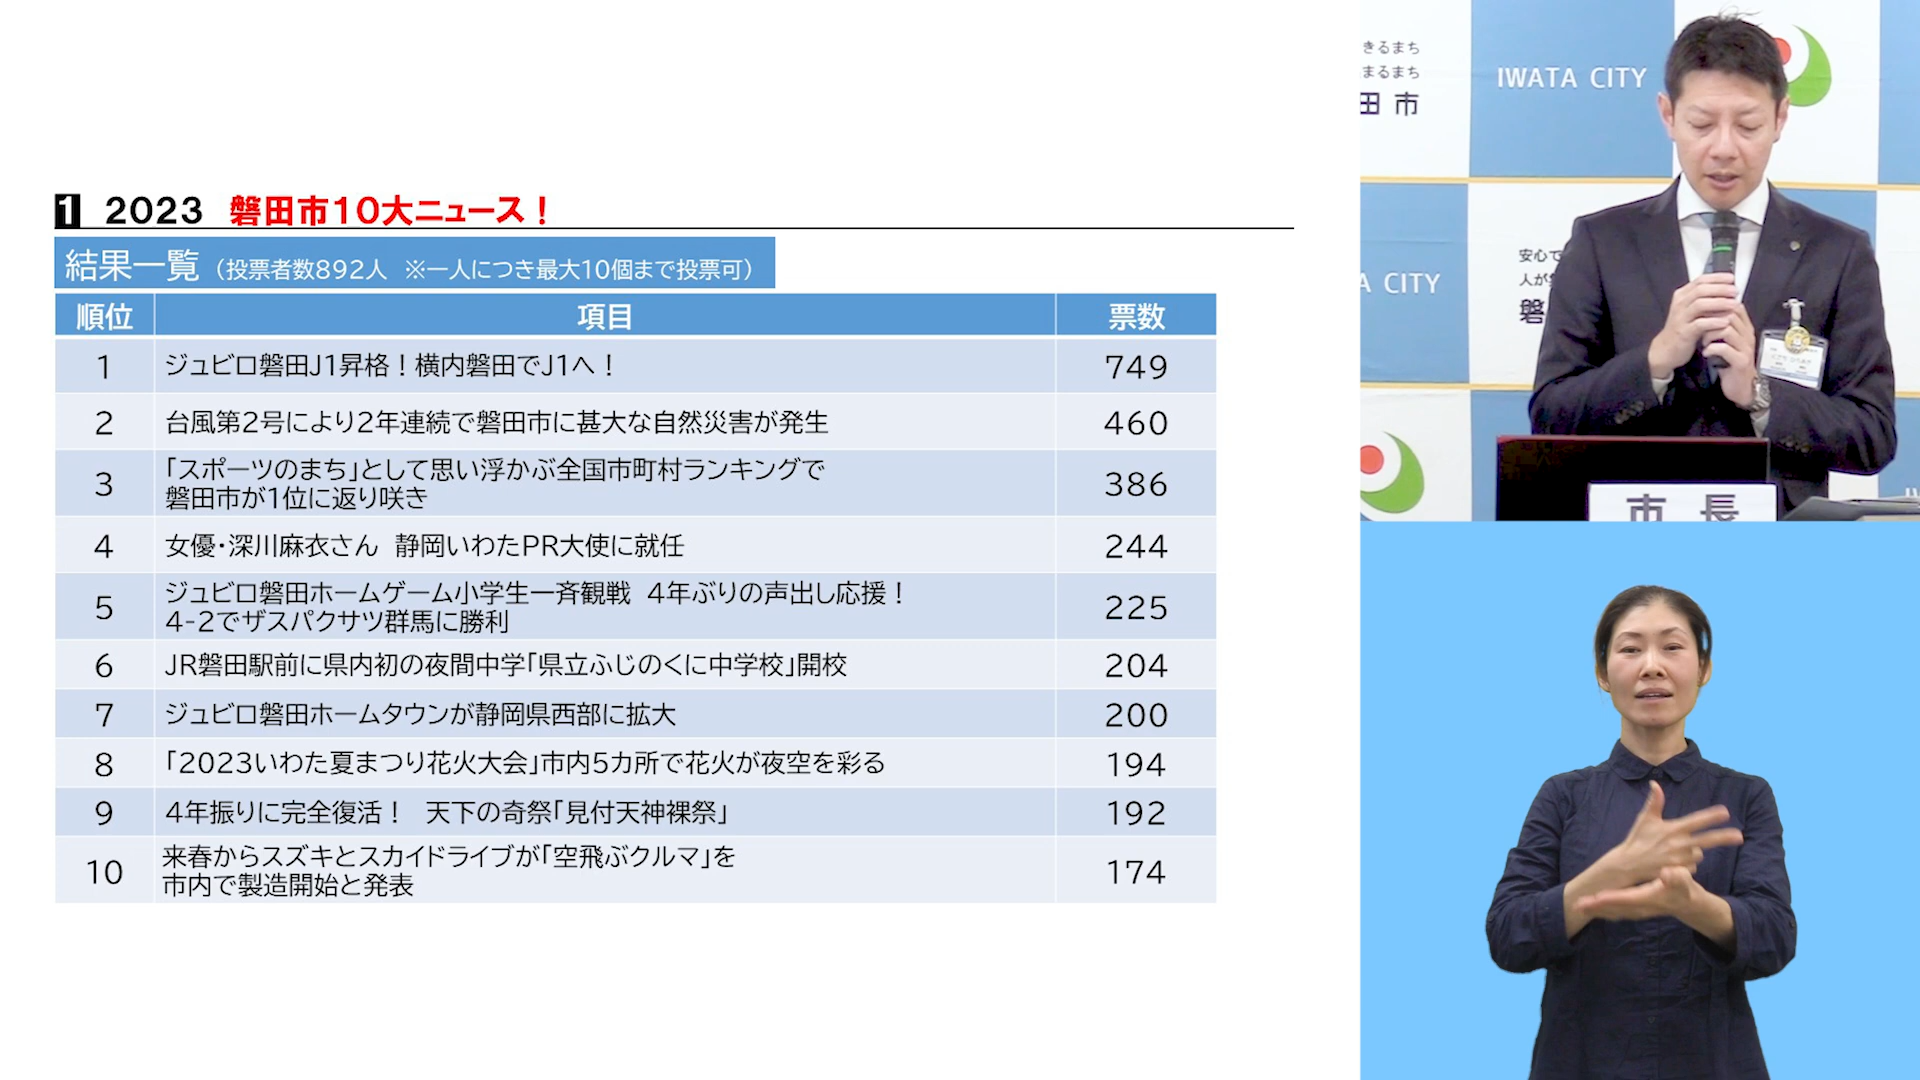 1 2023 磐田市10大ニュース！
結果一覧（投票者数892人 ※一人につき最大10個まで投票可）
順位 項目 票数
1 ジュビロ磐田J1昇格！横内磐田でJ1へ！ 749
2 台風第2号により2年連続で磐田市に甚大な自然災害が発生 460
3 「スポーツのまち」として思い浮かぶ全国市町村ランキングで
磐田市が1位に返り咲き 386
4 女優・深川麻衣さん 静岡いわたPR大使に就任 244
5 ジュビロ磐田ホームゲーム小学生一斉観戦 4年ぶりの声出し応援！
4-2でザスパクサツ群馬に勝利 225
6 JR磐田駅前に県内初の夜間中学「県立ふじのくに中学校」開校 204
7 ジュビロ磐田ホームタウンが静岡県西部に拡大 200
8 「2023いわた夏まつり花火大会」市内5カ所で花火が夜空を彩る 194
9 4年振りに完全復活！ 天下の奇祭「見付天神裸祭」 192
10 来春からスズキとスカイドライブが「空飛ぶクルマ」を
市内で製造開始と発表 174
きるまち
まるまち
田市
IWATA CITY
A CITY
安心で
人が
磐
市長